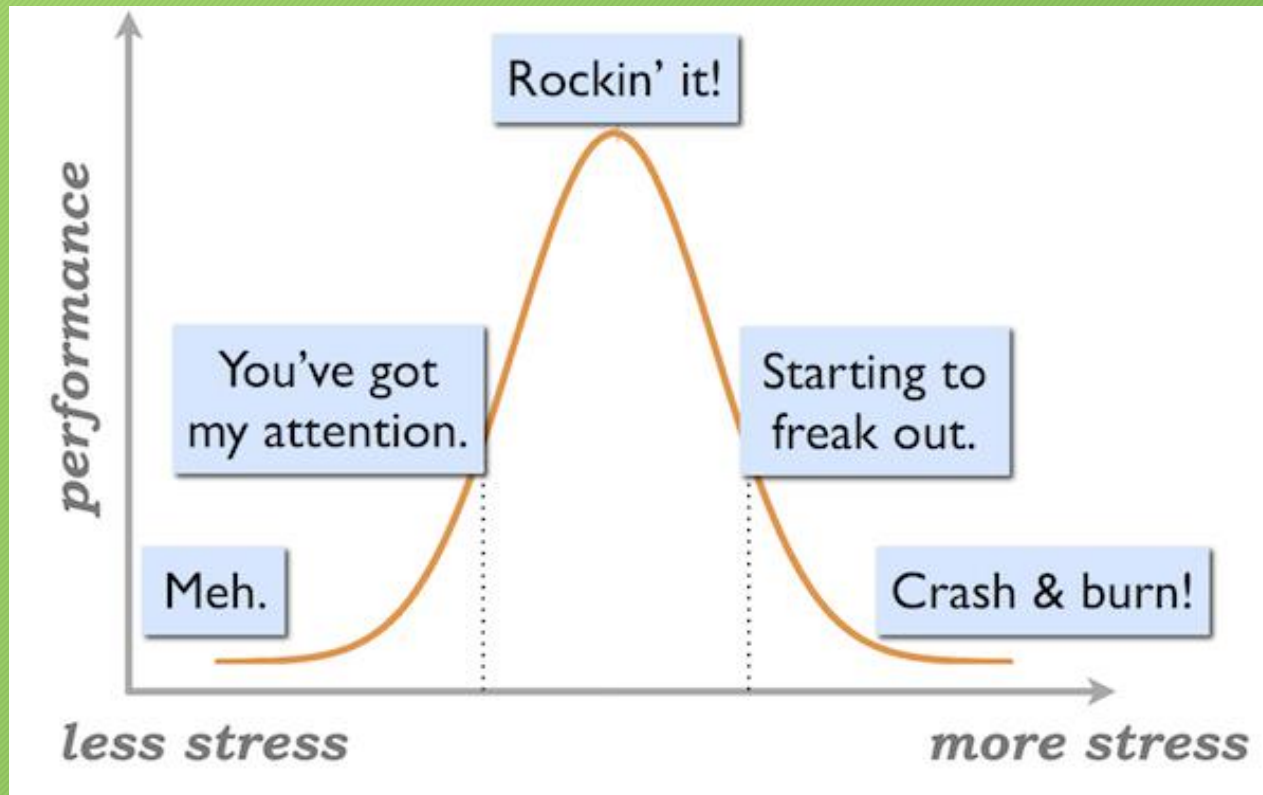 Rockin’ it!
performance
You’ve got
my attention.
Starting to
freak out.
Meh.
Crash & burn!
less stress
more stress